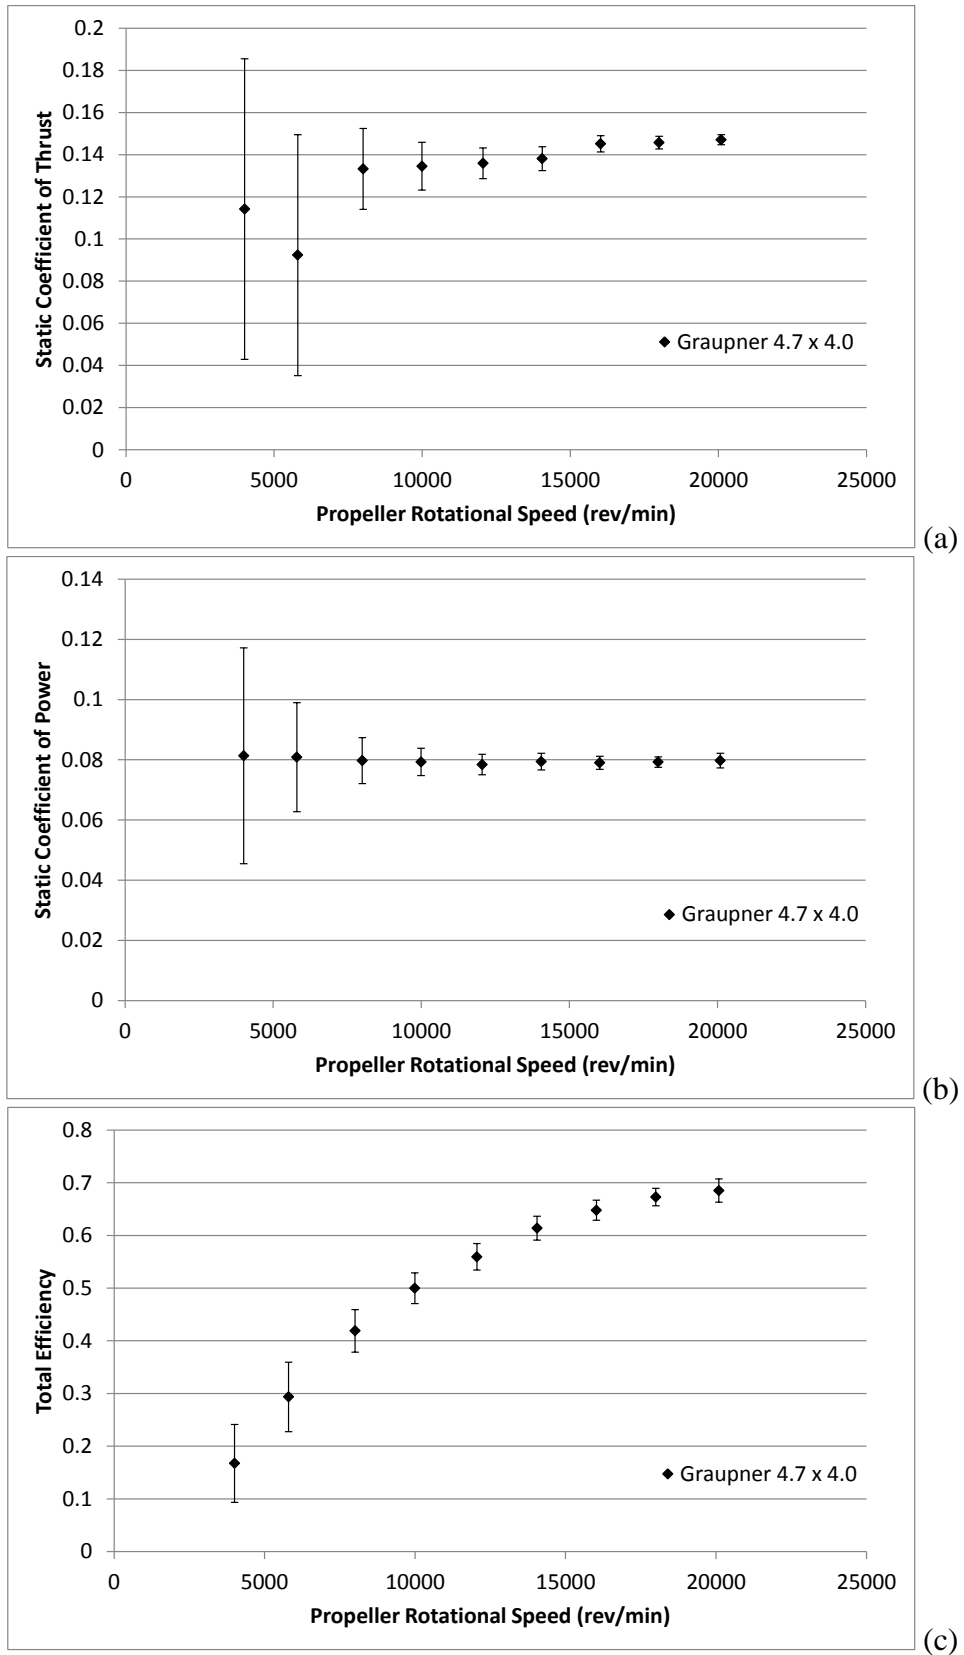 0.2
0.18
0.16
0.14
0.12
0.1
0.08
0.06
0.04
0.02
0
Static Coefficient of Thrust
Graupner 4.7 x 4.0
0 5000 10000 15000 20000 25000
Propeller Rotational Speed (rev/min)
(a)
0.14
0.12
0.1
0.08
0.06
0.04
0.02
0
Static Coefficient of Power
Graupner 4.7 x 4.0
0 5000 10000 15000 20000 25000
Propeller Rotational Speed (rev/min)
(b)
0.8
0.7
0.6
0.5
0.4
0.3
0.2
0.1
0
Total Efficiency
Graupner 4.7 x 4.0
0 5000 10000 15000 20000 25000
Propeller Rotational Speed (rev/min)
(c)